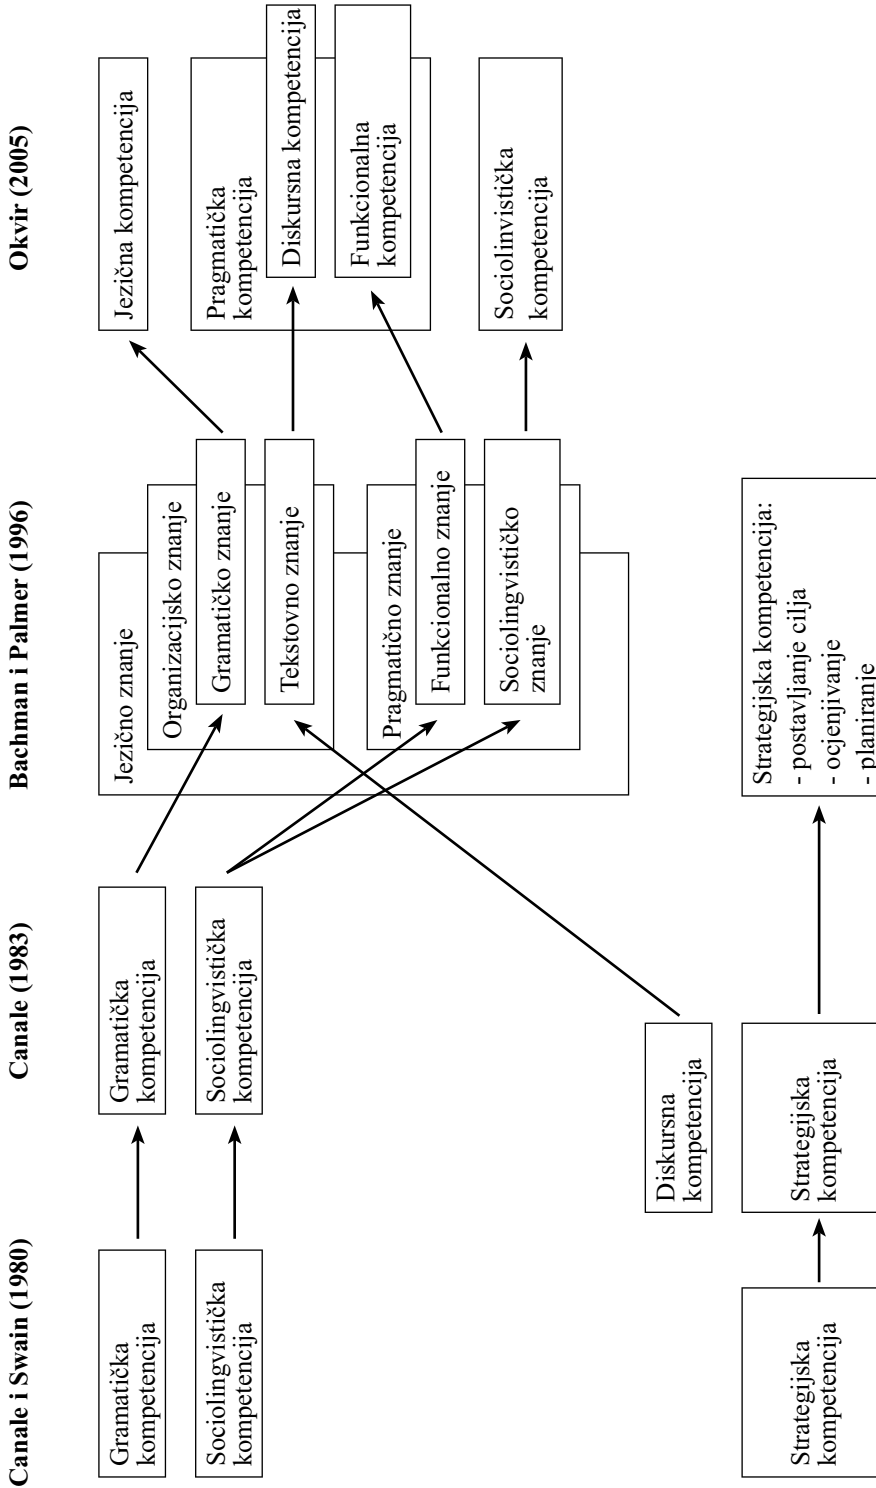 Canale i Swain (1980)
Gramatička
kompetencija
Sociolingvistička
kompetencija
Strategijska
kompetencija
Canale (1983)
Gramatička
kompetencija
Sociolingvistička
kompetencija
Diskursna
kompetencija
Strategijska
kompetencija
Bachman i Palmer (1996)
Jezično znanje
Organizacijsko znanje
Gramatičko znanje
Tekstovno znanje
Pragmatično znanje
Funkcionalno znanje
Sociolingvističko
znanje
Strategijska kompetencija:
- postavljanje cilja
- ocjenjivanje
- planiranje
Okvir (2005)
Jezična kompetencija
Pragmatička
kompetencija
Diskursna kompetencija
Funkcionalna
kompetencija
Sociolinvistička
kompetencija